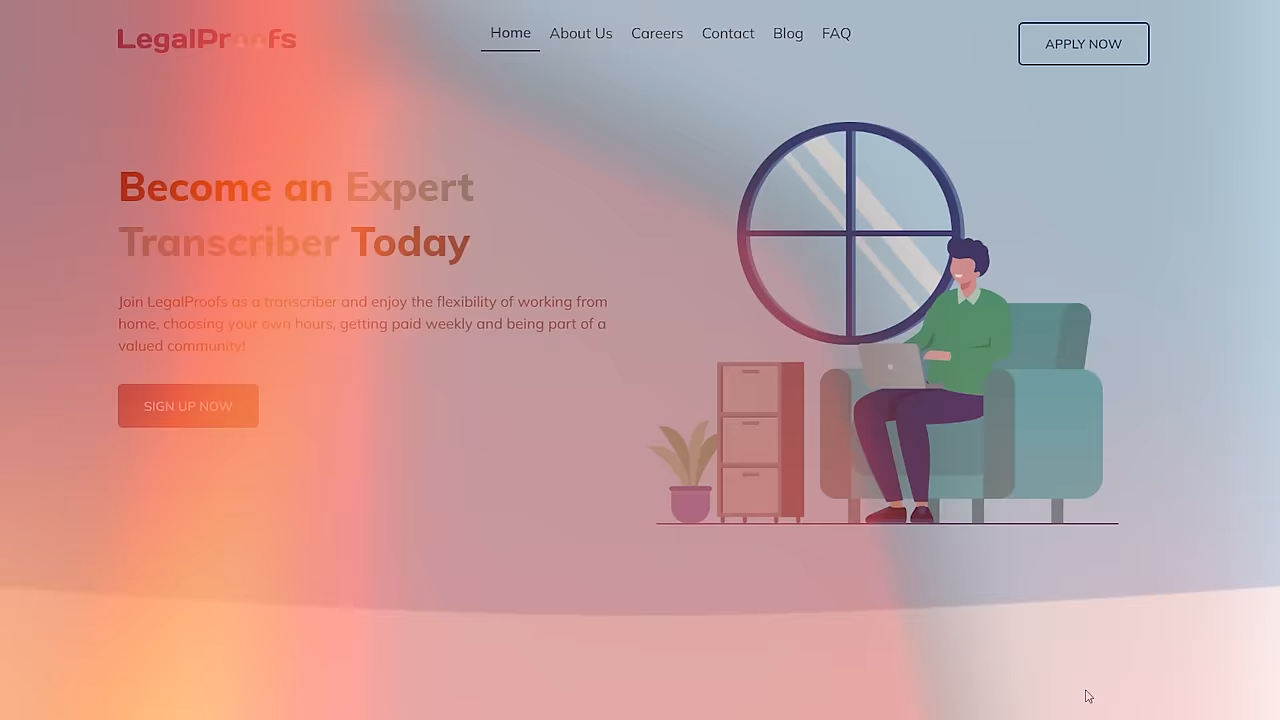 LegalProofs
Home About Us Careers Contact Blog FAQ
APPLY NOW
Become an Expert
Transcriber Today
Join LegalProofs as a transcriber and enjoy the flexibility of working from
home, choosing your own hours, getting paid weekly and being part of a
valued community!
SIGN UP NOW